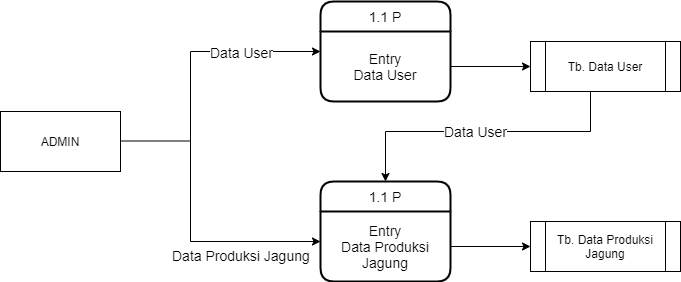 1.1 P
Data User
Entry
Data User
Tb. Data User
ADMIN
Data User
1.1 P
Entry
Data Produksi
Jagung
Data Produksi Jagung
Tb. Data Produksi
Jagung